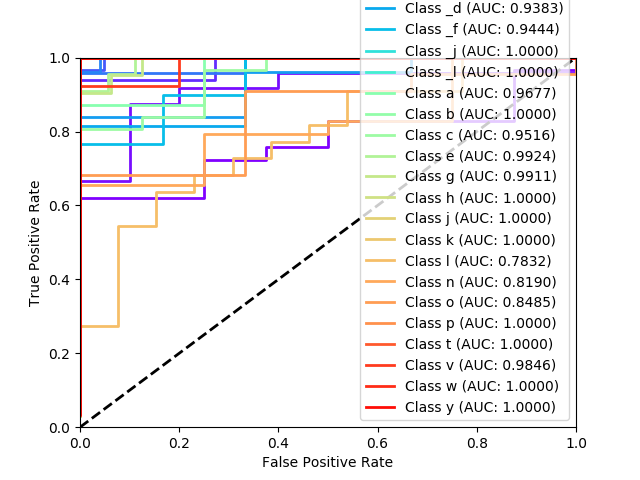 Class _d (AUC: 0.9383)
Class _f (AUC: 0.9444)
Class _j (AUC: 1.0000)
Class _l (AUC: 1.0000)
Class a (AUC: 0.9677)
Class b (AUC: 1.0000)
Class c (AUC: 0.9516)
Class e (AUC: 0.9924)
Class g (AUC: 0.9911)
Class h (AUC: 1.0000)
Class j (AUC: 1.0000)
Class k (AUC: 1.0000)
Class l (AUC: 0.7832)
Class n (AUC: 0.8190)
Class o (AUC: 0.8485)
Class p (AUC: 1.0000)
Class t (AUC: 1.0000)
Class v (AUC: 0.9846)
Class w (AUC: 1.0000)
Class y (AUC: 1.0000)
True Positive Rate
1.0
0.8
0.6
0.4
0.2
0.0
0.0 0.2 0.4 0.6 0.8 1.0
False Positive Rate